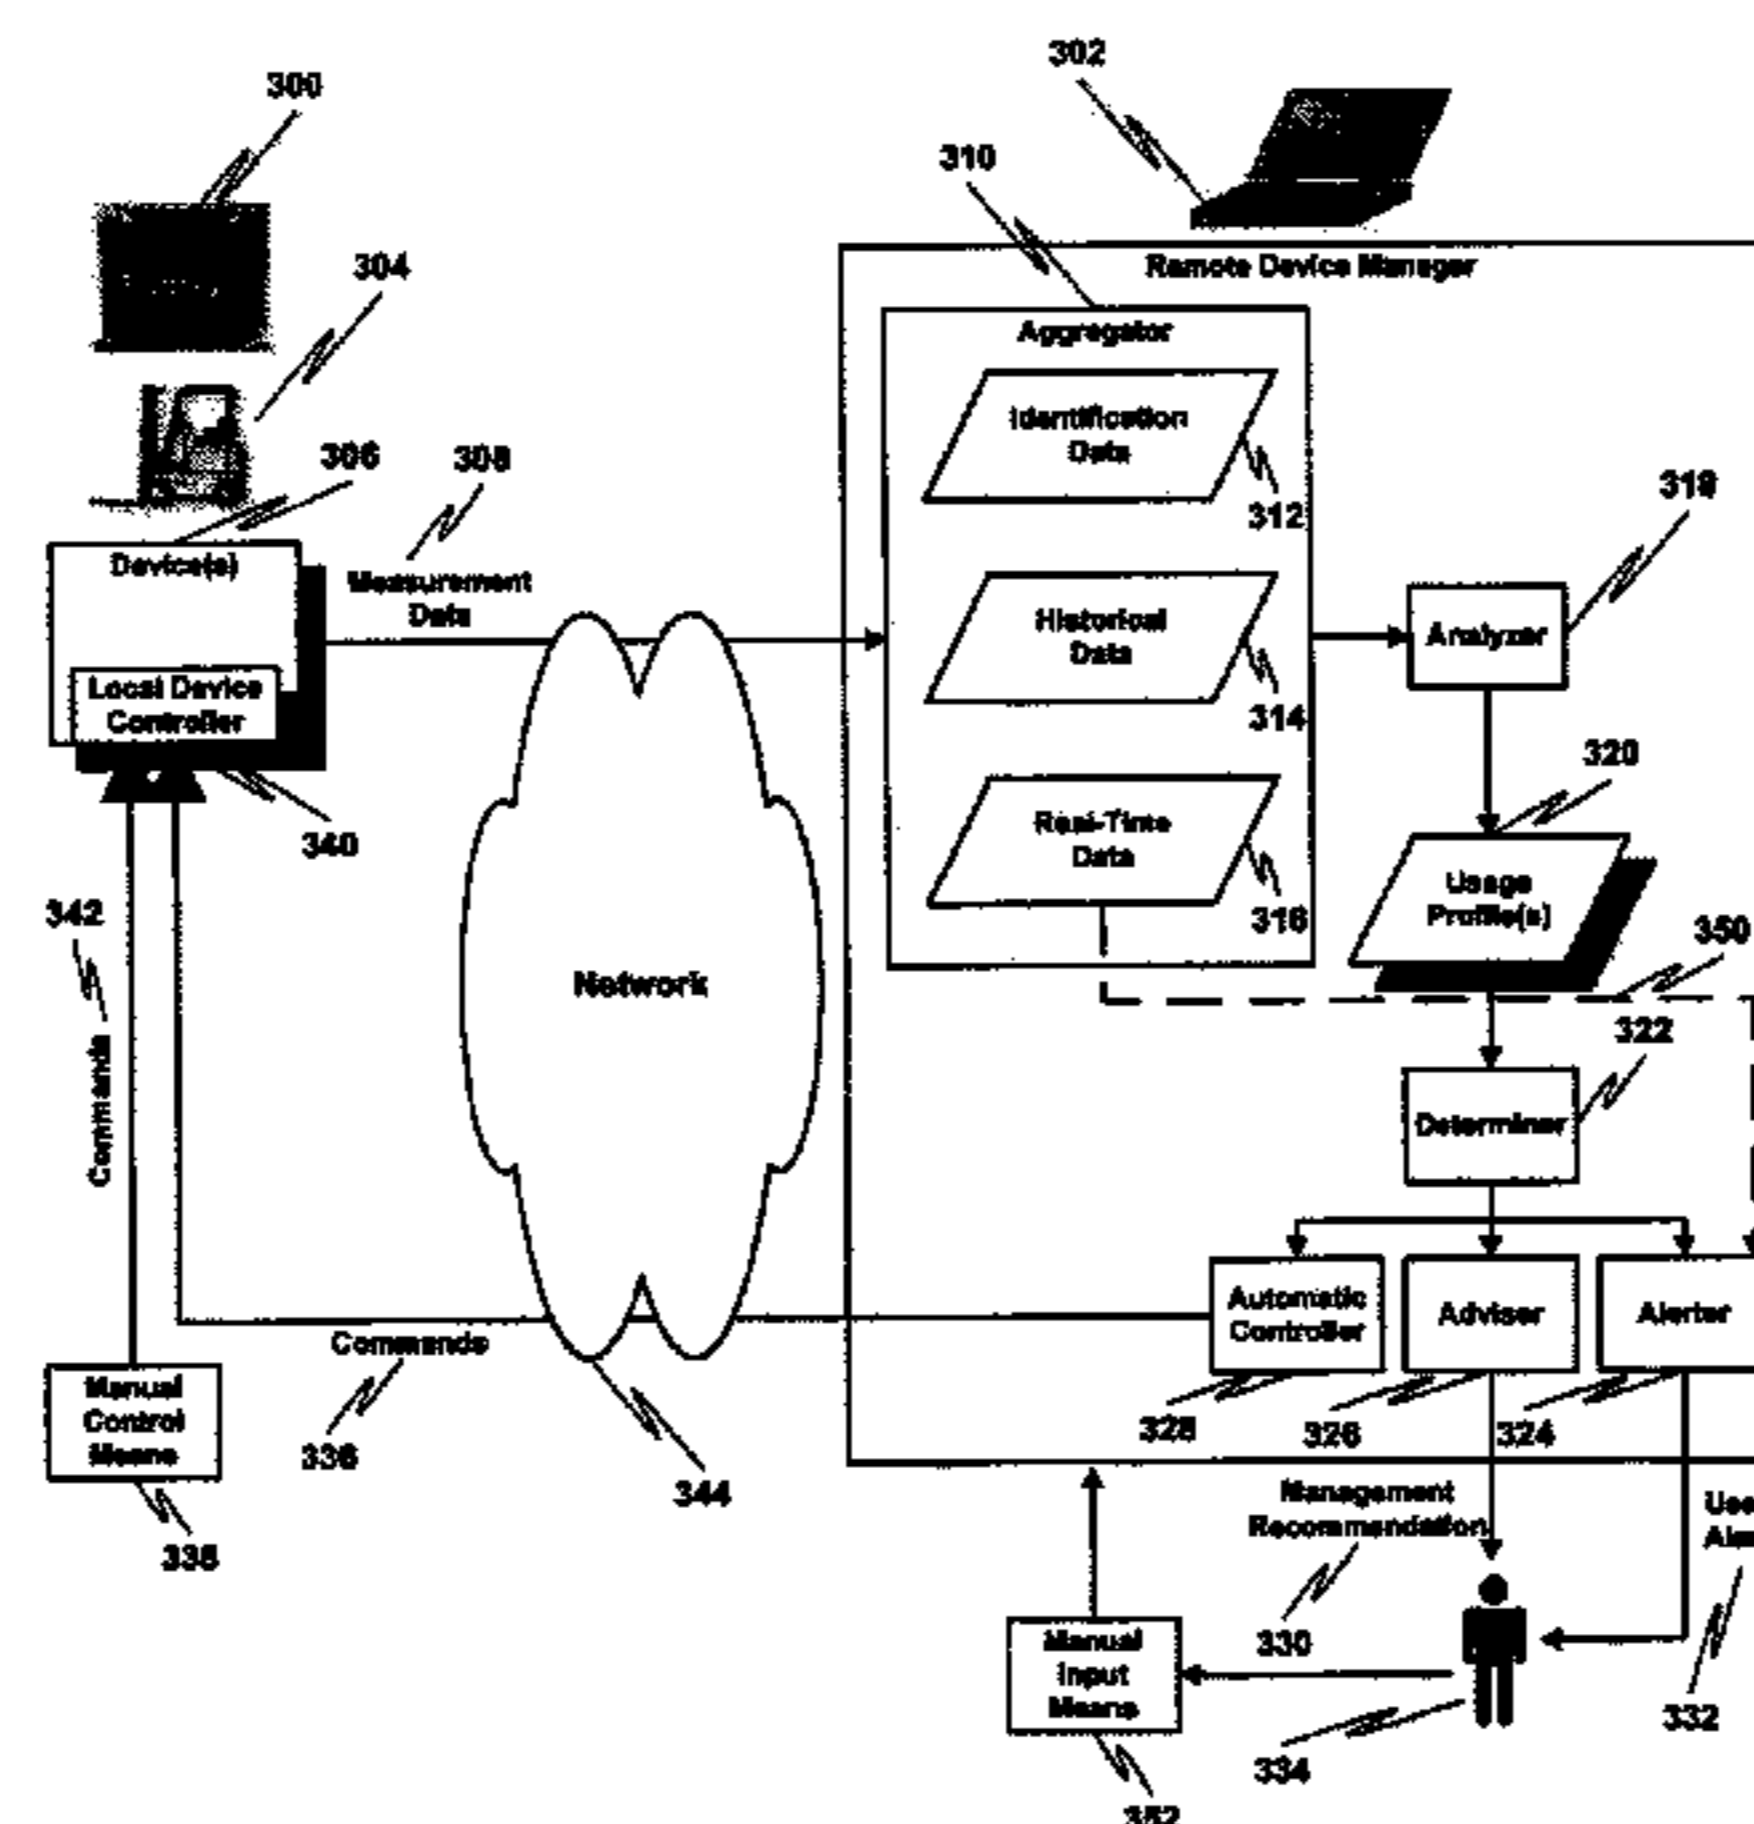 300
302
310
304
Remote Device Manager
Aggregator
Identification
Data
306
308
312
318
Device(s)
Measurement
Data
Historical
Data
Analyzer
Local Device
Controller
314
320
Real-Time
Data
340
Usage
Profile(s)
342
316
350
Network
322
Commands
Determiner
Automatic
Controller
Adviser
Alerter
Commands
Manual
Control
Means
328
326
324
336
344
Management
Recommendation
338
Manual
Input
Means
330
332
334
352